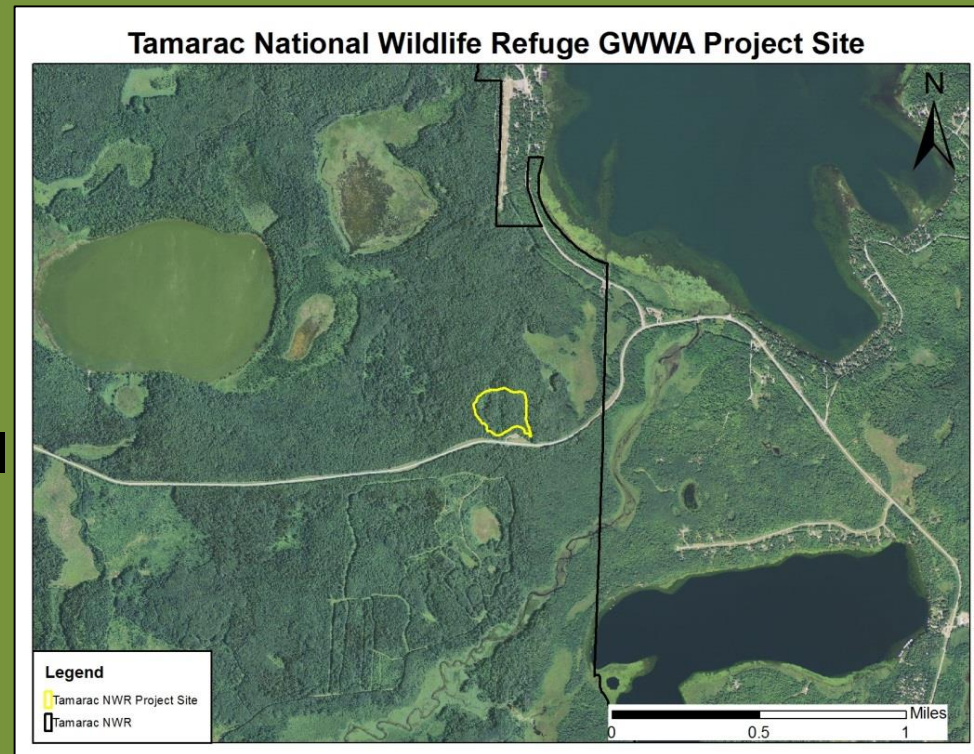 Tamarac National Wildlife Refuge GWWA Project Site
N
Legend
Tamarac NWR Project Site
Tamarac NWR
Miles
0 0.5 1